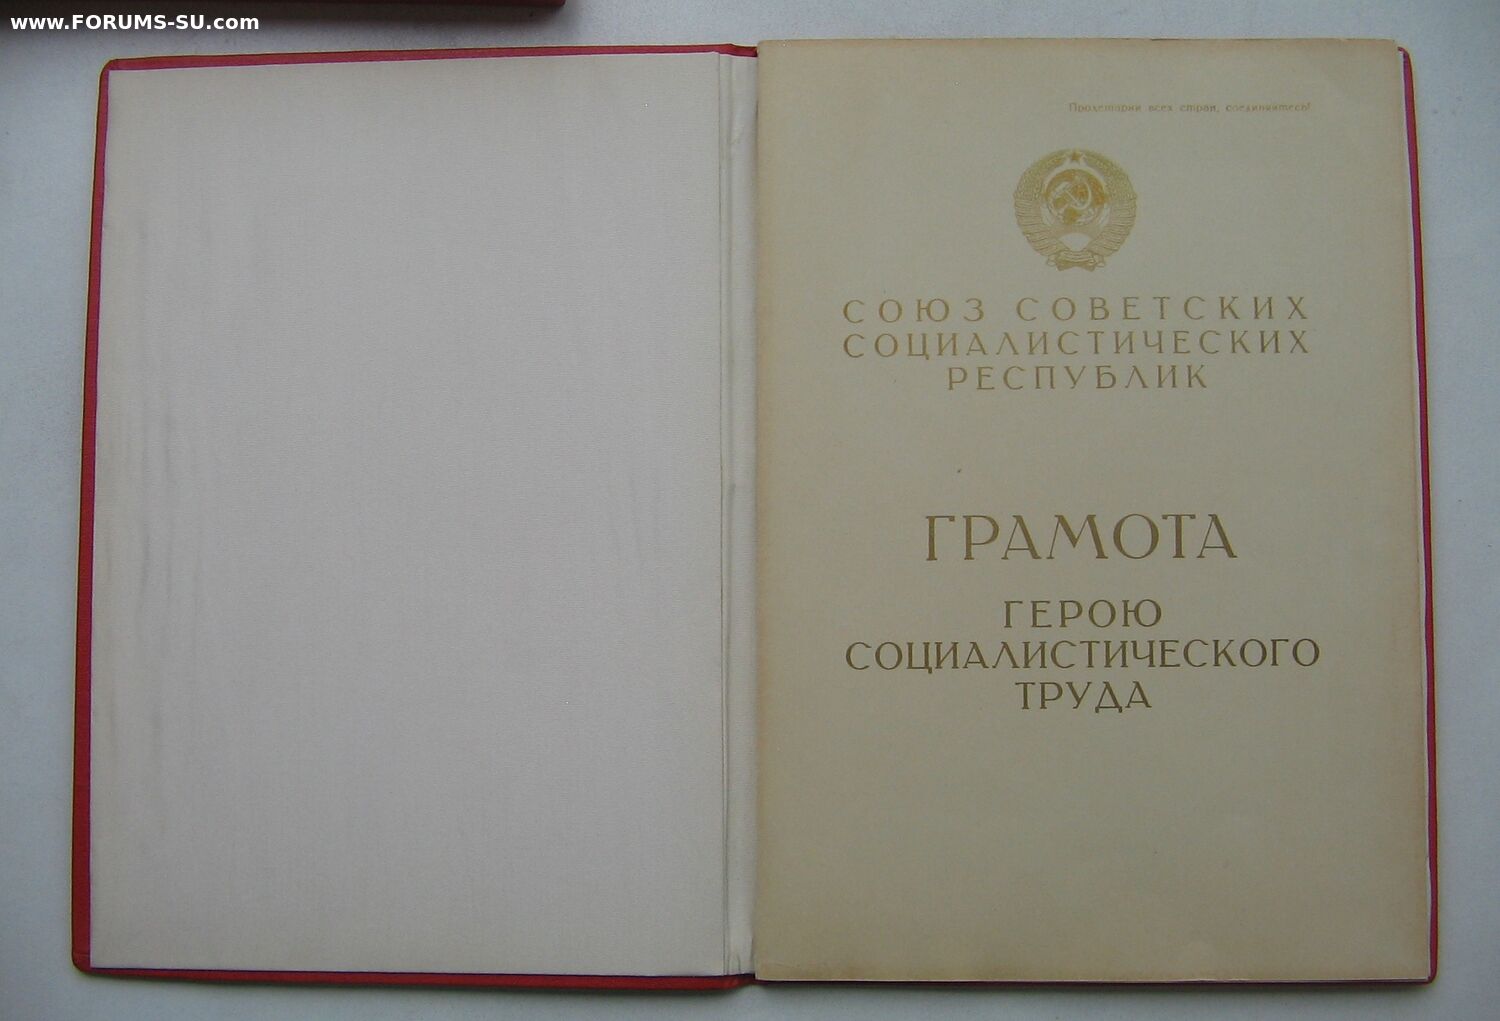 www.FORUMS-SU.com
Пролетарии всех стран, соединяйтесь!
СОЮЗ СОВЕТСКИХ
СОЦИАЛИСТИЧЕСКИХ
РЕСПУБЛИК
ГРАМОТА
ГЕРОЮ
СОЦИАЛИСТИЧЕСКОГО
ТРУДА